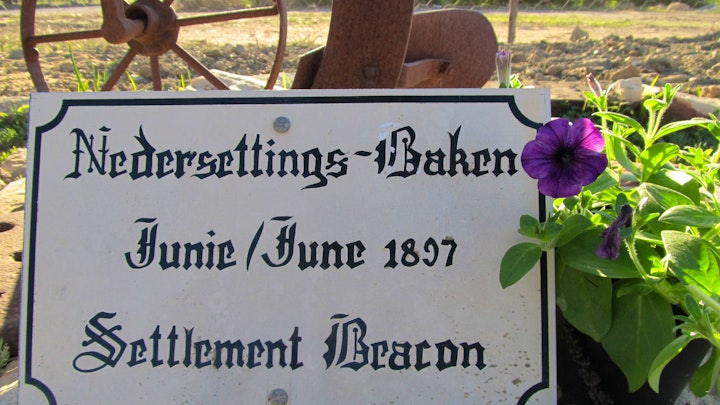 Nedersettings-Baken
Junie/June 1897
Settlement Beacon